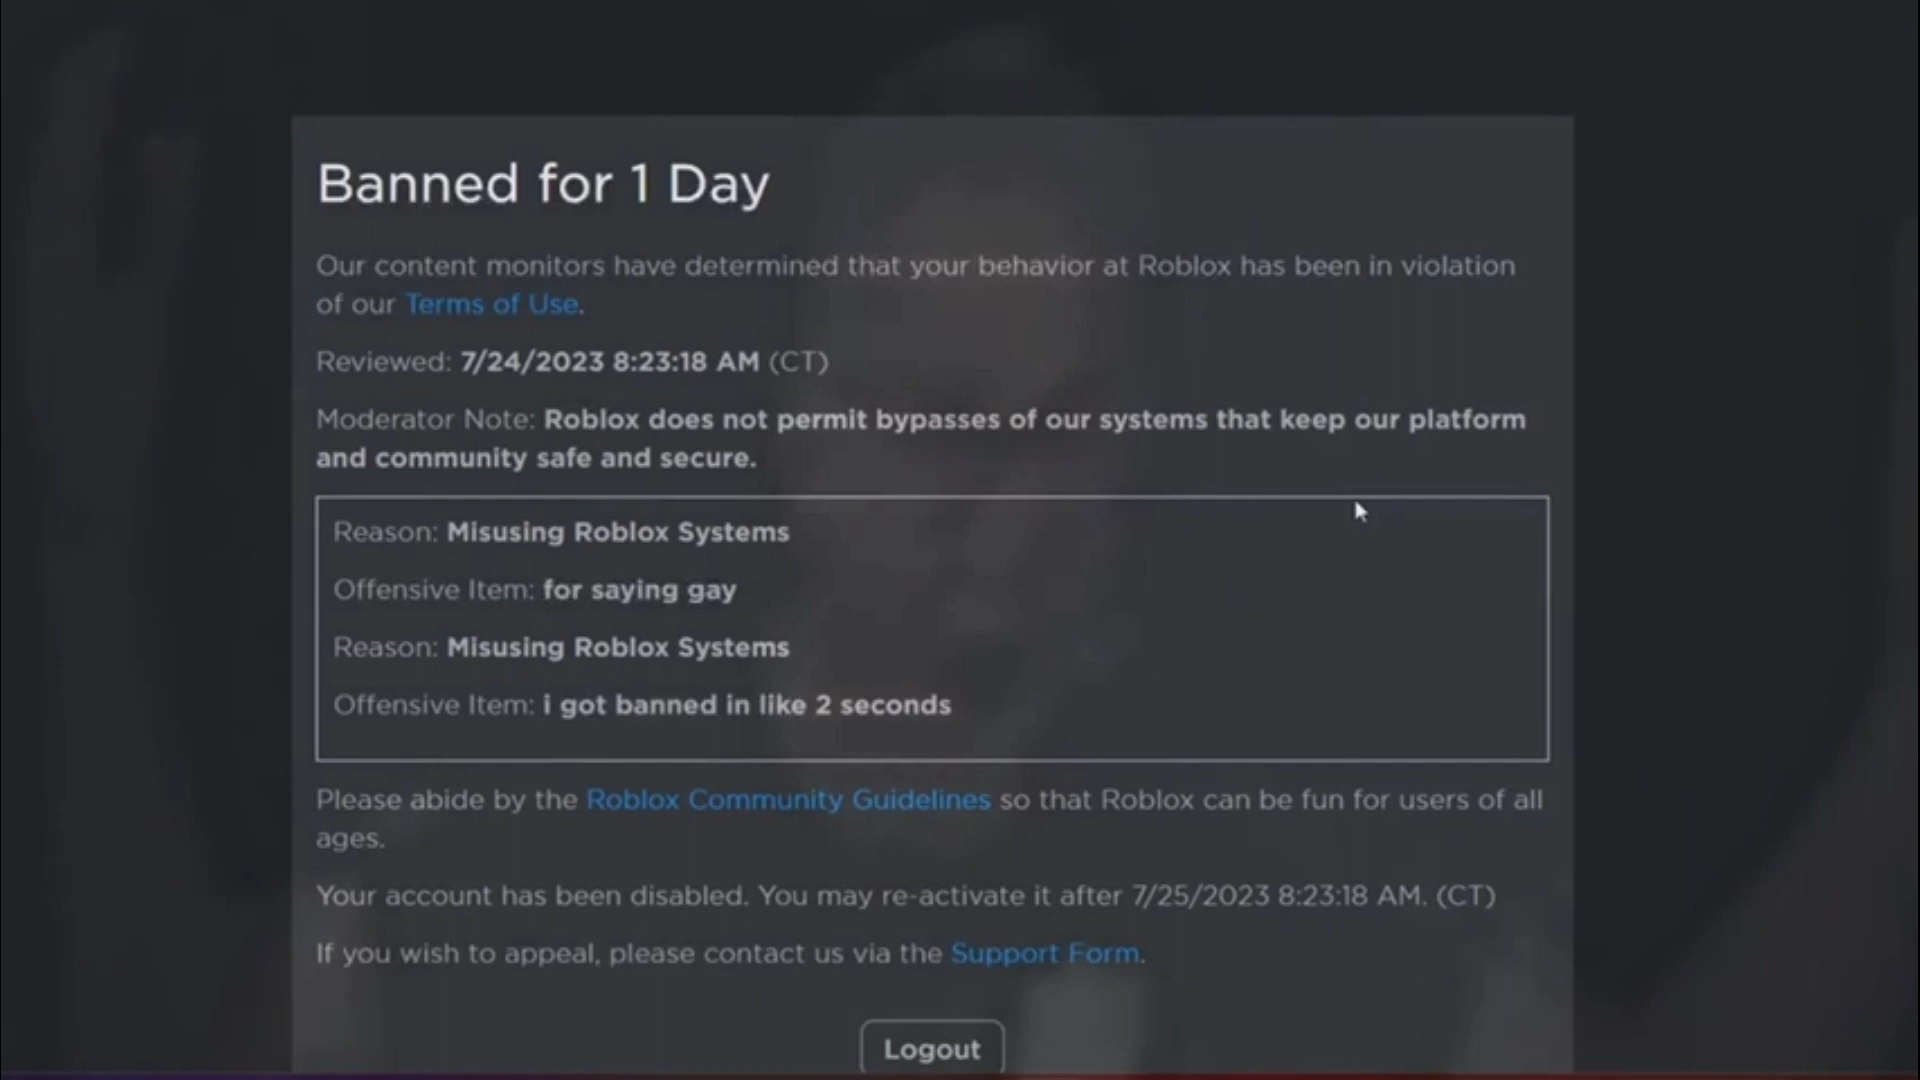 Banned for 1 Day
Our content monitors have determined that your behavior at Roblox has been in violation
of our Terms of Use.
Reviewed: 7/24/2023 8:23:18 AM (CT)
Moderator Note: Roblox does not permit bypasses of our systems that keep our platform
and community safe and secure.
Reason: Misusing Roblox Systems
Offensive Item: for saying gay
Reason: Misusing Roblox Systems
Offensive Item: i got banned in like 2 seconds
Please abide by the Roblox Community Guidelines so that Roblox can be fun for users of all
ages.
Your account has been disabled. You may re-activate it after 7/25/2023 8:23:18 AM. (CT)
If you wish to appeal, please contact us via the Support Form.
Logout